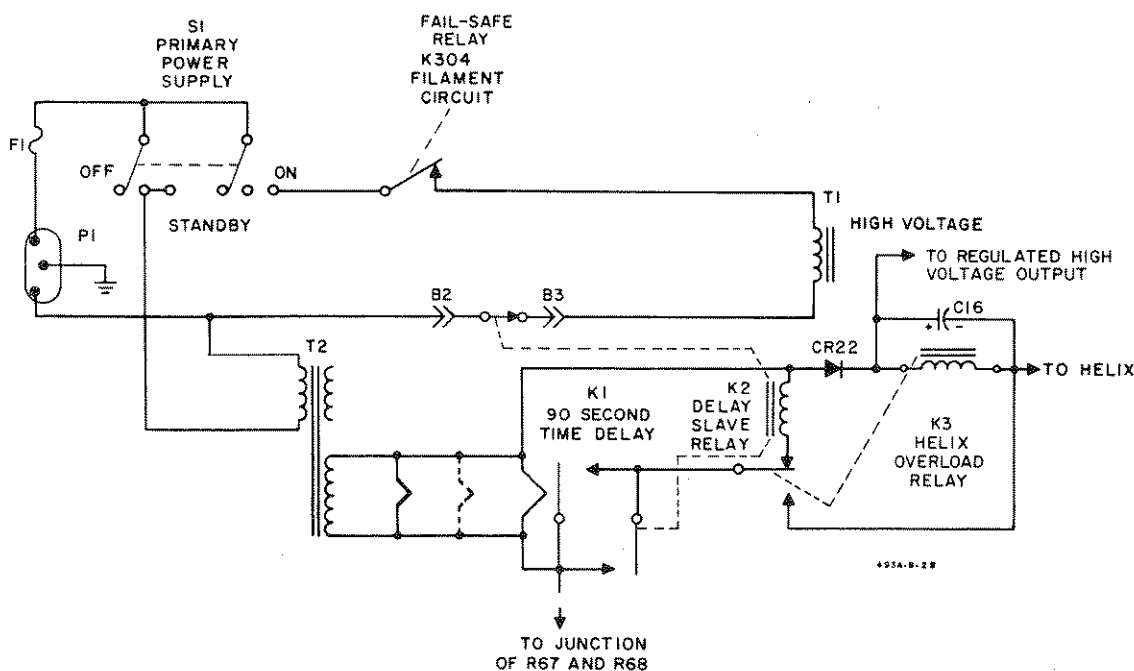 S1
PRIMARY
POWER
SUPPLY
FAIL-SAFE
RELAY
K304
FILAMENT
CIRCUIT
F1
OFF
ON
STANDBY
P1
T1
HIGH VOLTAGE
TO REGULATED HIGH
VOLTAGE OUTPUT
B2
B3
C16
+ -
T2
CR22
TO HELIX
K1
90 SECOND
TIME DELAY
K2
DELAY
SLAVE
RELAY
K3
HELIX
OVERLOAD
RELAY
TO JUNCTION
OF R67 AND R68